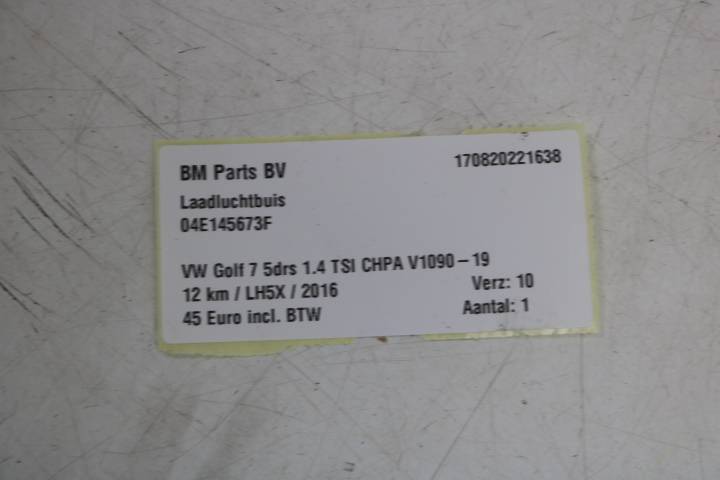 BM Parts BV 170820221638
Laadluchtbuis
04E145673F
VW Golf 7 5drs 1.4 TSI CHPA V1090 – 19
12 km / LH5X / 2016 Verz: 10
45 Euro incl. BTW Aantal: 1